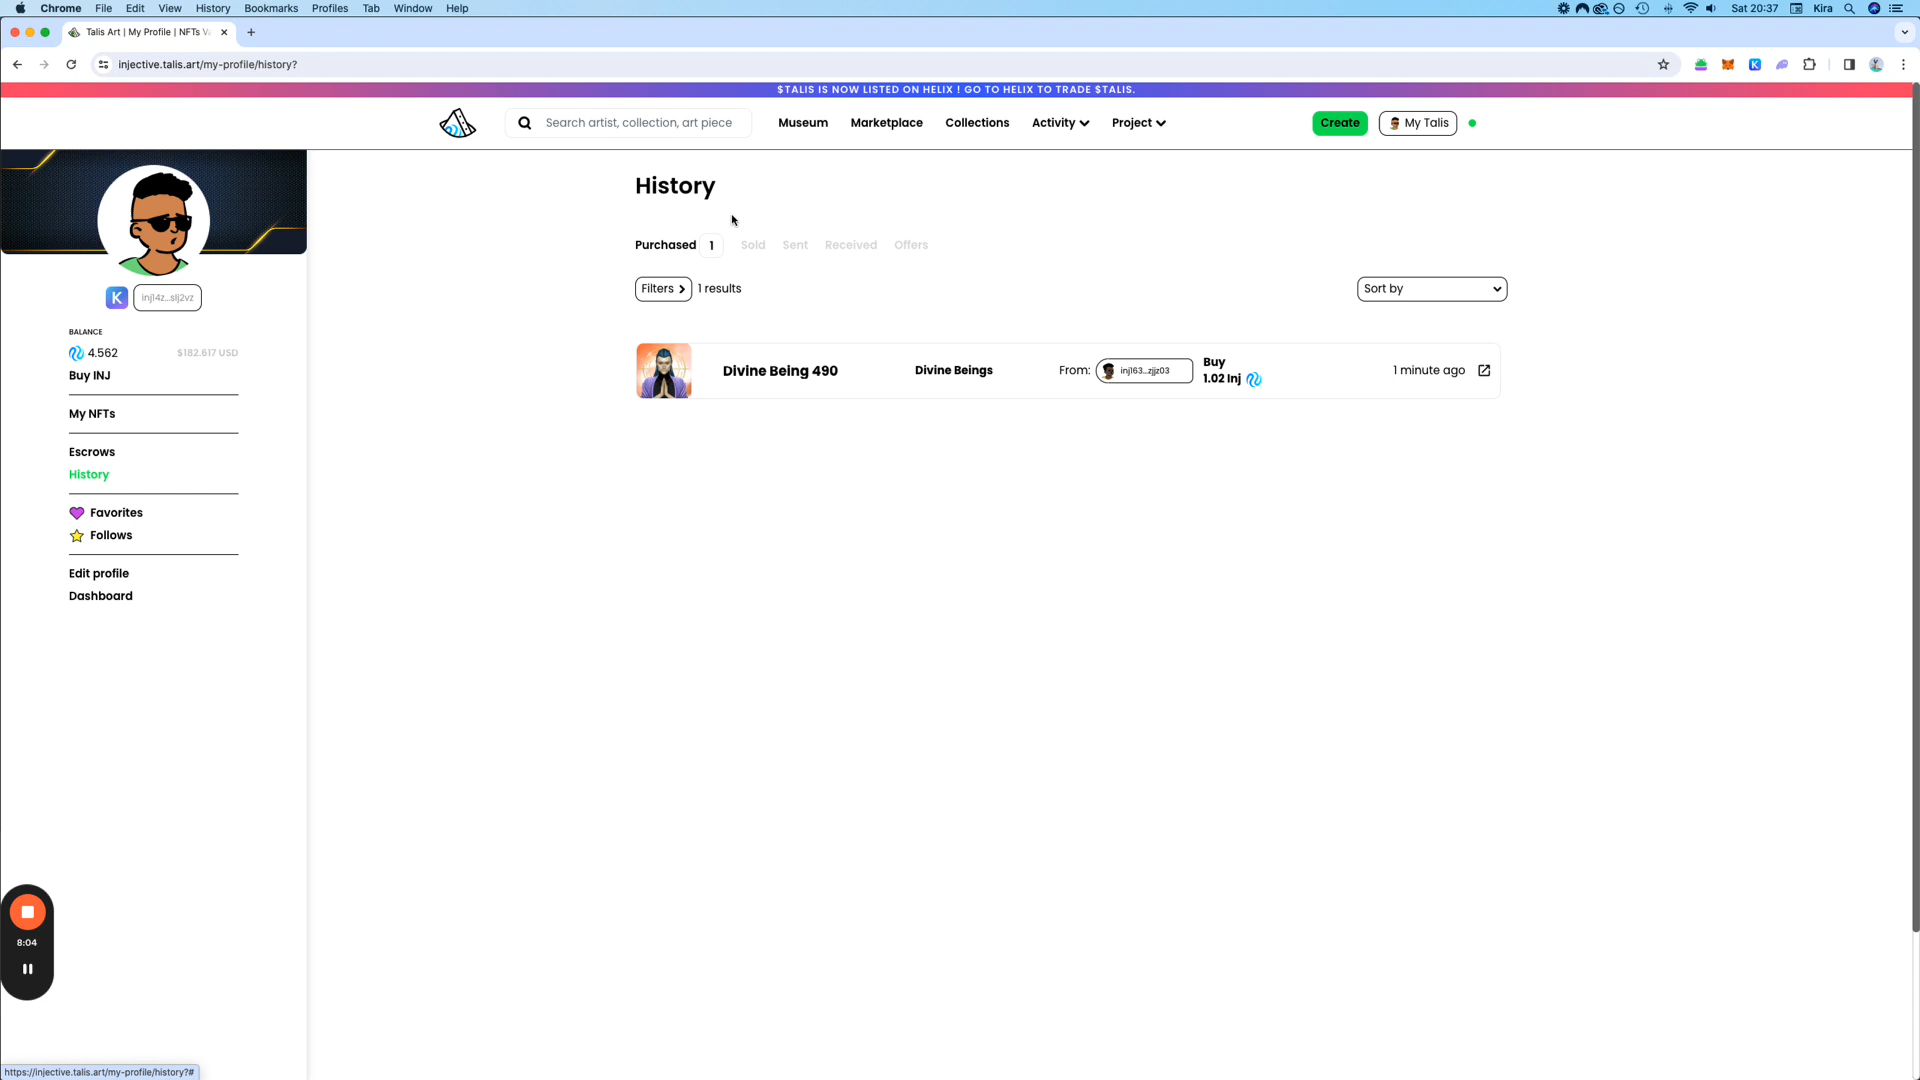 Chrome File Edit View History Bookmarks Profiles Tab Window Help Sat 20:37 Kira
Talis Art | My Profile | NFTs V
injective.talis.art/my-profile/history?
$TALIS IS NOW LISTED ON HELIX ! GO TO HELIX TO TRADE $TALIS.
Search artist, collection, art piece Museum Marketplace Collections Activity Project Create My Talis
History
Purchased 1 Sold Sent Received Offers
Filters 1 results Sort by
Divine Being 490 Divine Beings From: inj163...zjjz03 Buy 1.02 Inj 1 minute ago
K inj14z...slj2vz
BALANCE
4.562 $182.617 USD
Buy INJ
My NFTs
Escrows
History
Favorites
Follows
Edit profile
Dashboard
8:04
https://injective.talis.art/my-profile/history?#